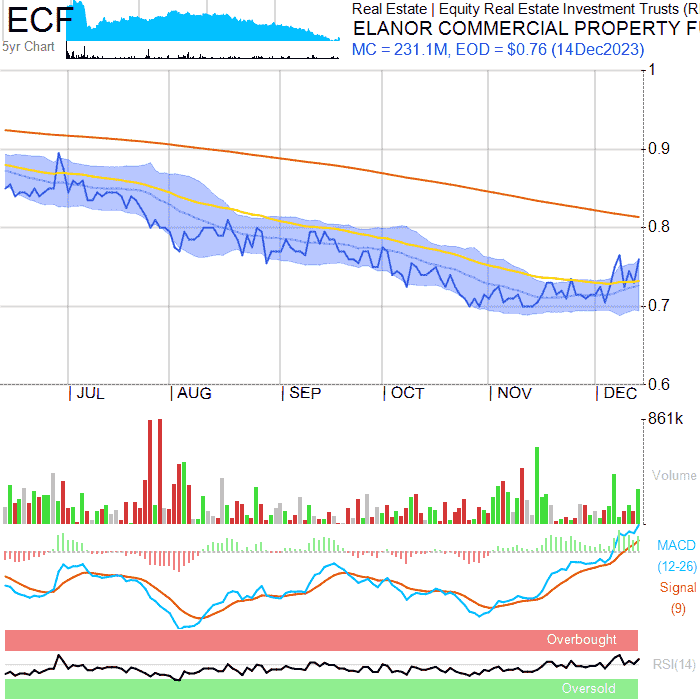 ECF
5yr Chart
Real Estate | Equity Real Estate Investment Trusts (R
ELANOR COMMERCIAL PROPERTY F
MC = 231.1M, EOD = $0.76 (14Dec2023)
1
0.9
0.8
0.7
0.6
JUL AUG SEP OCT NOV DEC
861k
Volume
MACD
(12-26)
Signal
(9)
Overbought
RSI(14)
Oversold